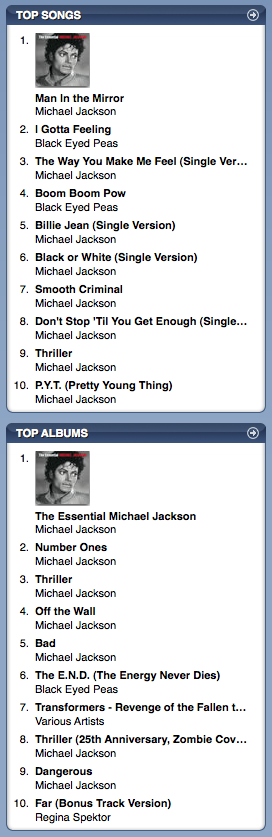 TOP SONGS
1.
The Essential MICHAEL JACKSON
Man In the Mirror
Michael Jackson
2. I Gotta Feeling
Black Eyed Peas
3. The Way You Make Me Feel (Single Ver...
Michael Jackson
4. Boom Boom Pow
Black Eyed Peas
5. Billie Jean (Single Version)
Michael Jackson
6. Black or White (Single Version)
Michael Jackson
7. Smooth Criminal
Michael Jackson
8. Don't Stop 'Til You Get Enough (Single...
Michael Jackson
9. Thriller
Michael Jackson
10. P.Y.T. (Pretty Young Thing)
Michael Jackson
TOP ALBUMS
1.
The Essential MICHAEL JACKSON
The Essential Michael Jackson
Michael Jackson
2. Number Ones
Michael Jackson
3. Thriller
Michael Jackson
4. Off the Wall
Michael Jackson
5. Bad
Michael Jackson
6. The E.N.D. (The Energy Never Dies)
Black Eyed Peas
7. Transformers - Revenge of the Fallen t...
Various Artists
8. Thriller (25th Anniversary, Zombie Cov...
Michael Jackson
9. Dangerous
Michael Jackson
10. Far (Bonus Track Version)
Regina Spektor